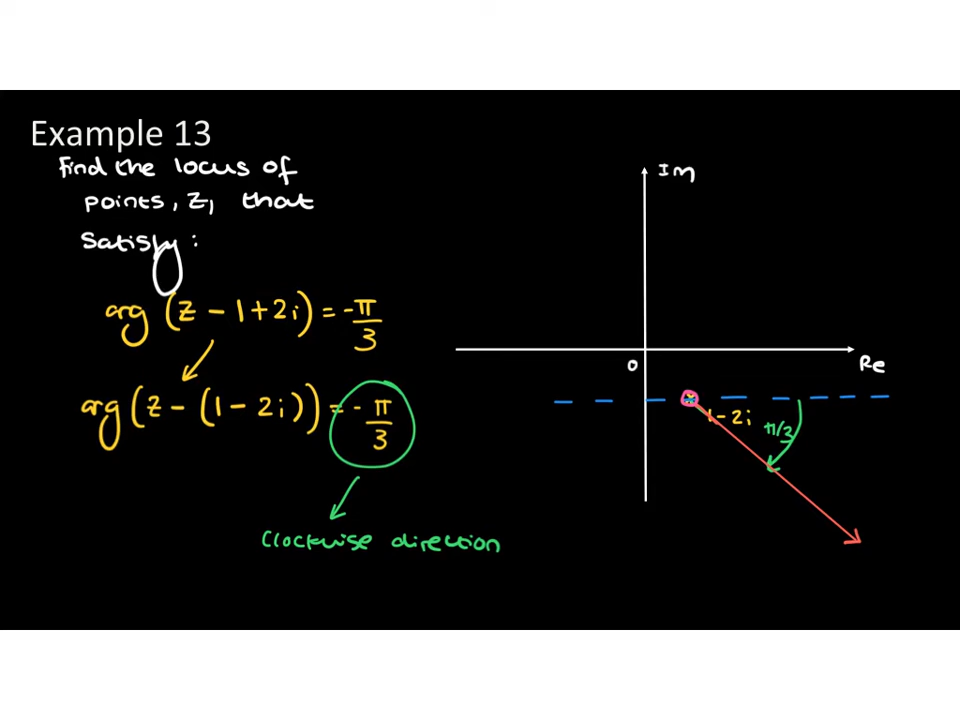 Example 13
Find the locus of
points, z, that
Satisfy:
arg (z - 1 + 2i) = -π/3
arg (z - (1 - 2i)) = -π/3
Clockwise direction
Im
Re
0
1 - 2i
π/3